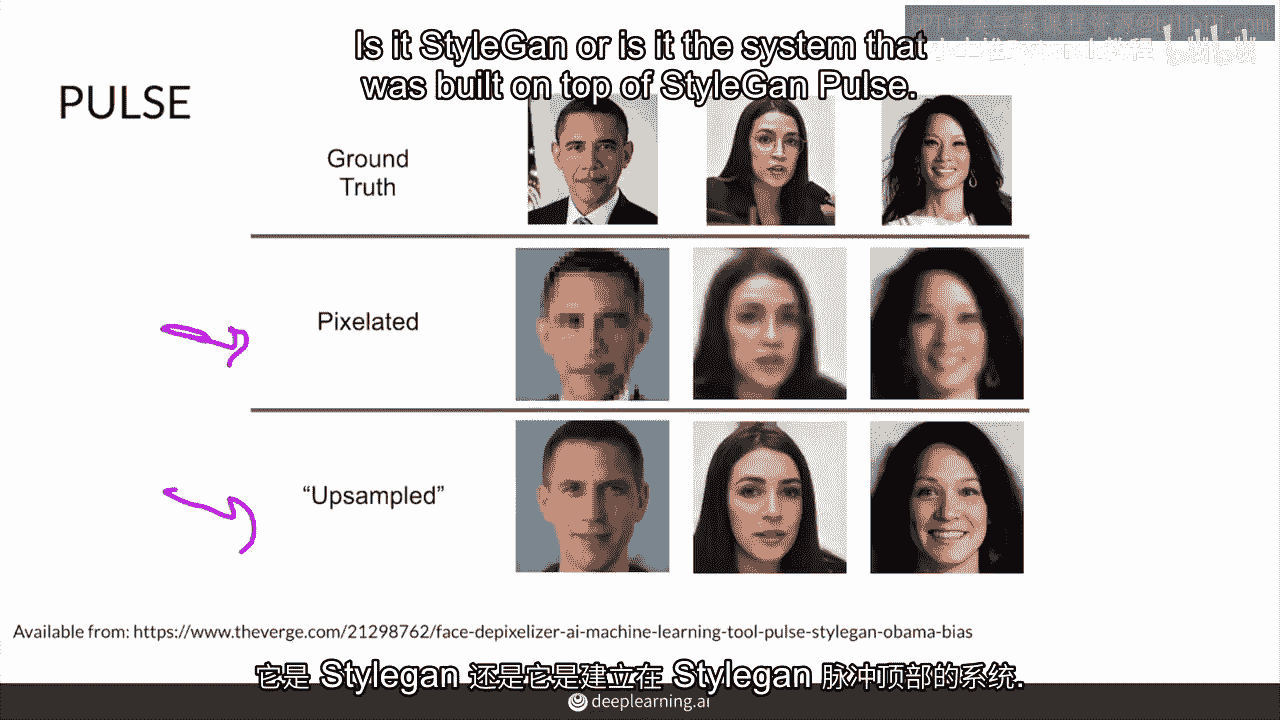 Is it StyleGan or is it the system that
was built on top of StyleGan Pulse.
PULSE
Ground
Truth
Pixelated
“Upsampled”
Available from: https://www.theverge.com/21298762/face-depixelizer-ai-machine-learning-tool-pulse-stylegan-obama-bias
它是 Stylegan 还是它是建立在 Stylegan 脉冲顶部的系统.
deeplearning.ai